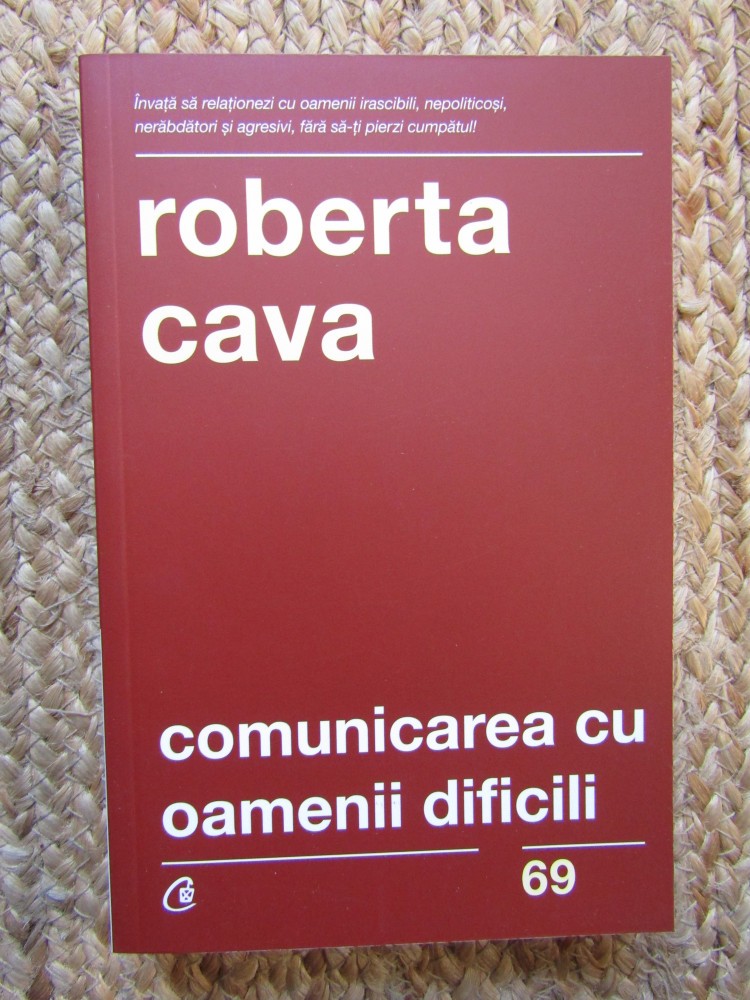 Învață să relaționezi cu oamenii irascibili, nepoliticoși,
nerăbdători și agresivi, fără să-ți pierzi cumpătul!
roberta
cava
comunicarea cu
oamenii dificili
69